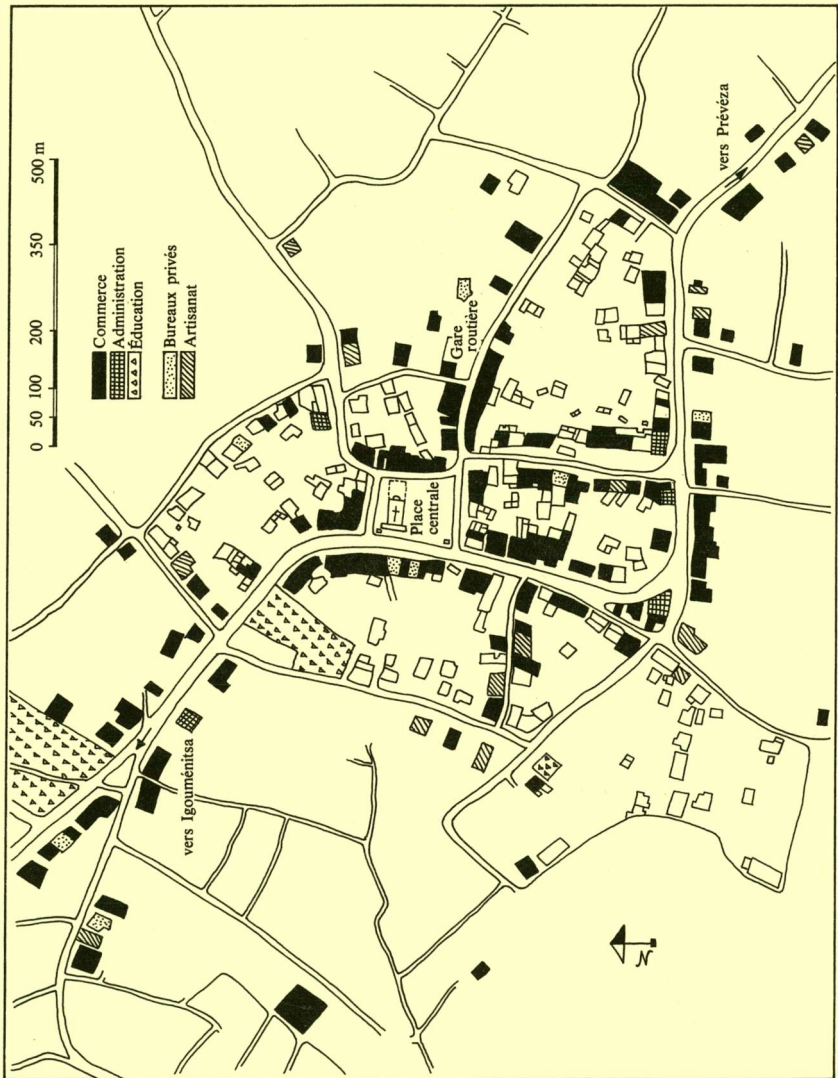 0 50 100 200 350 500 m
Commerce
Administration
Éducation
Bureaux privés
Artisanat
vers Prévéza
Gare
routière
Place
centrale
vers Igouménitsa
N